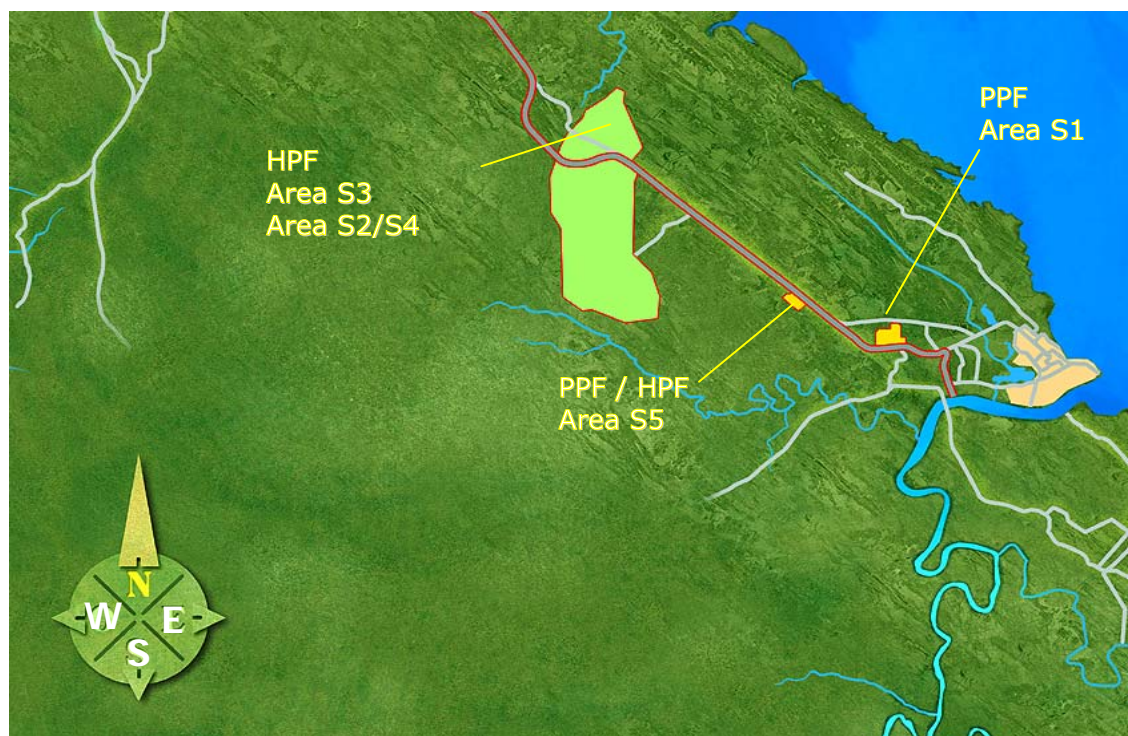 PPF
Area S1
HPF
Area S3
Area S2/S4
PPF / HPF
Area S5
N
W E
S